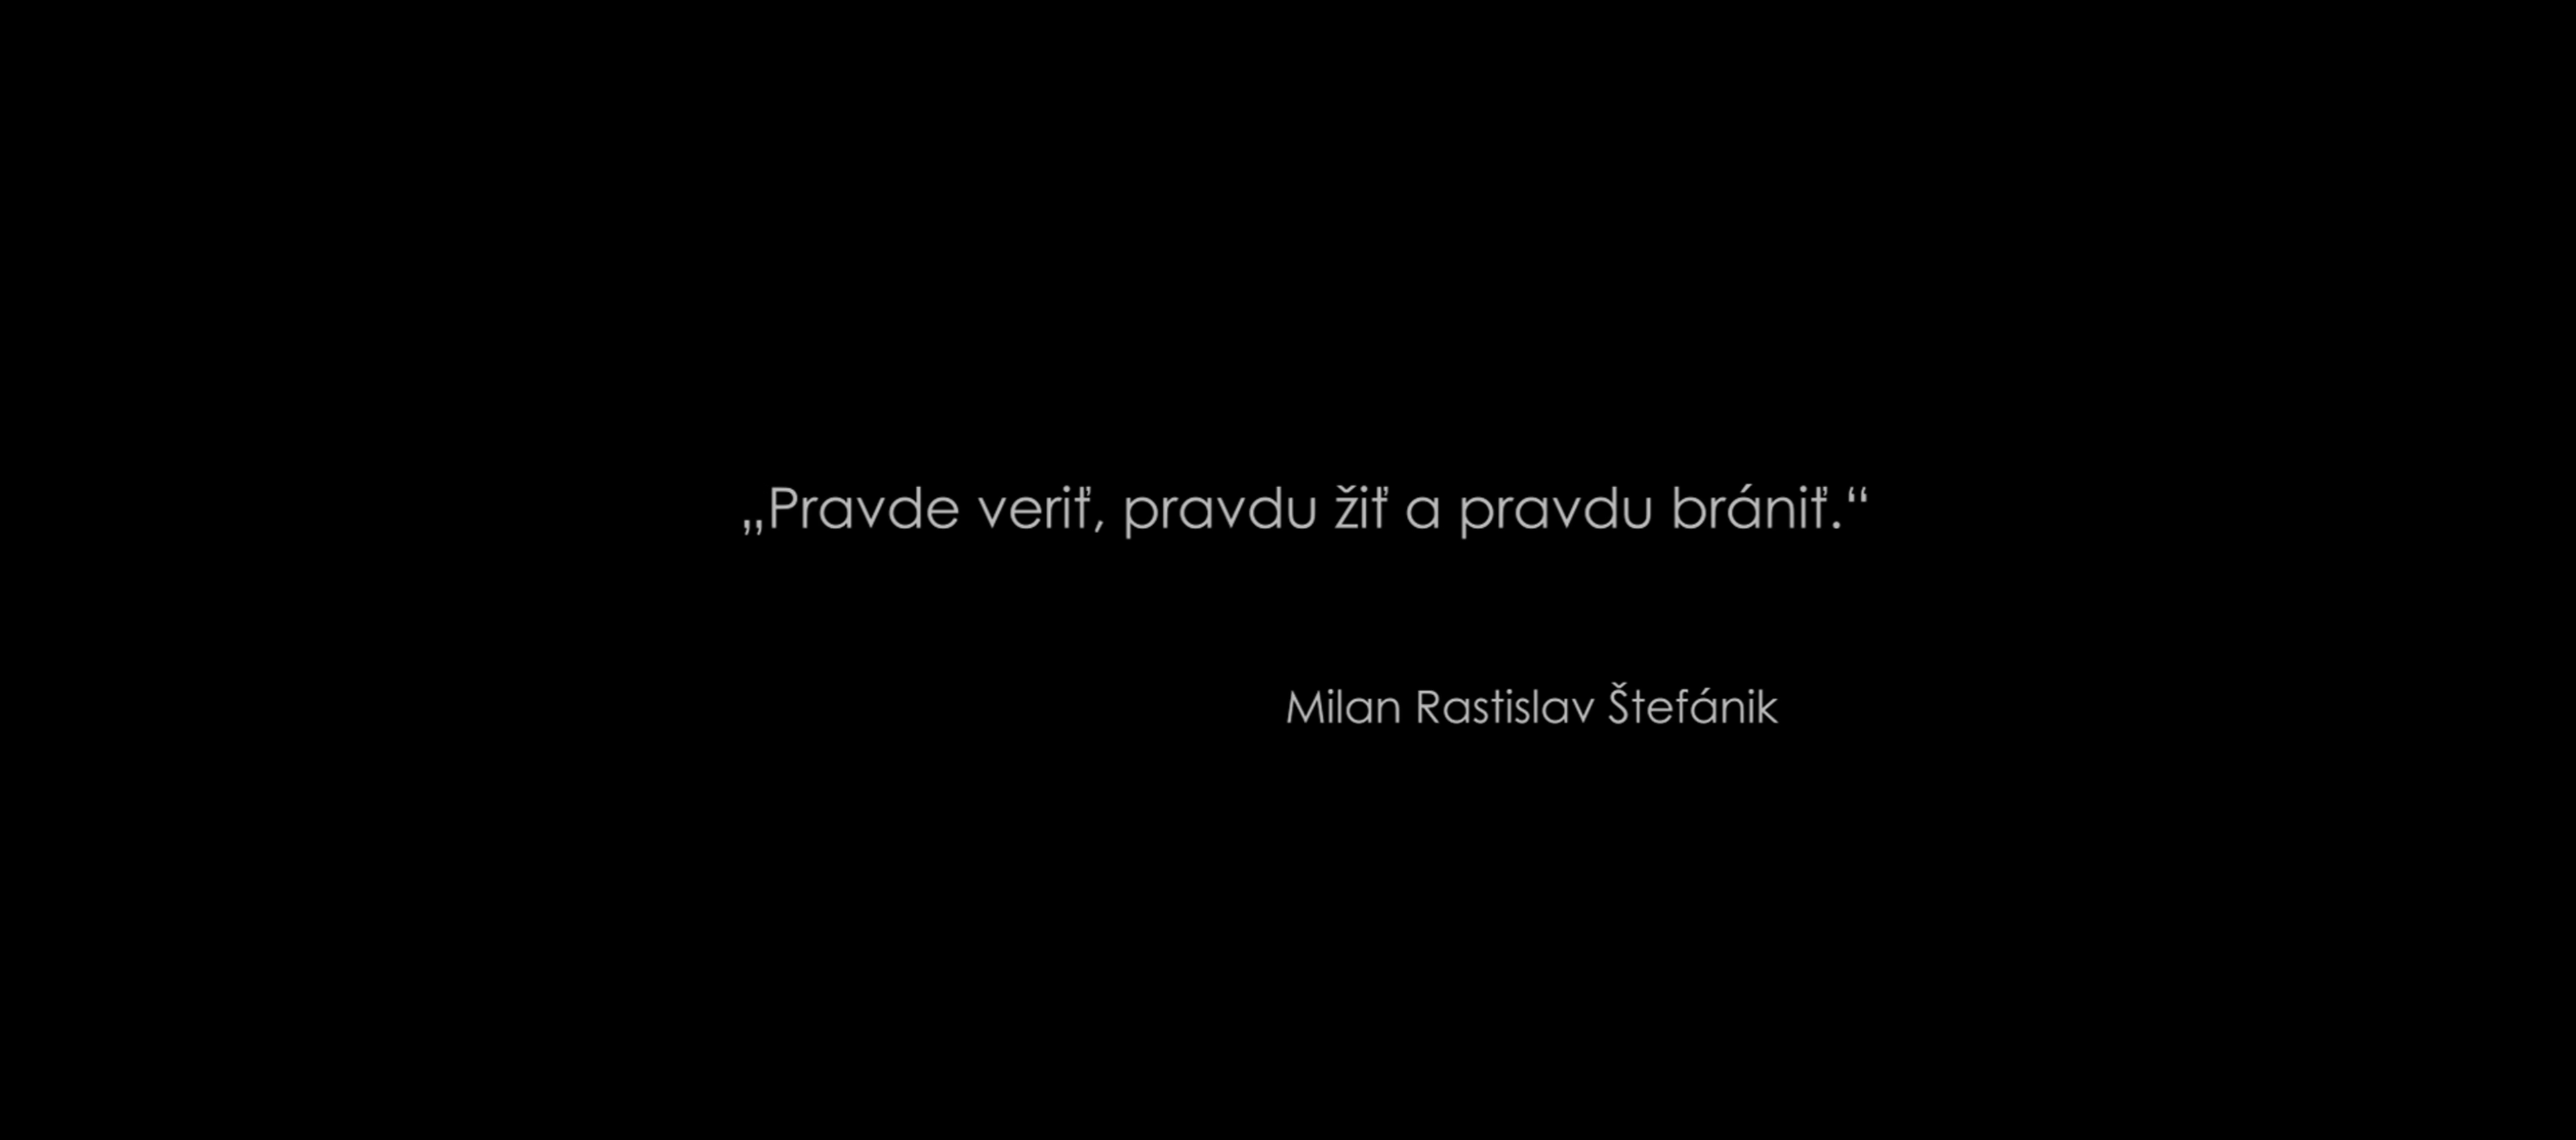 „Pravde veriť, pravdu žiť a pravdu brániť.“
Milan Rastislav Štefánik